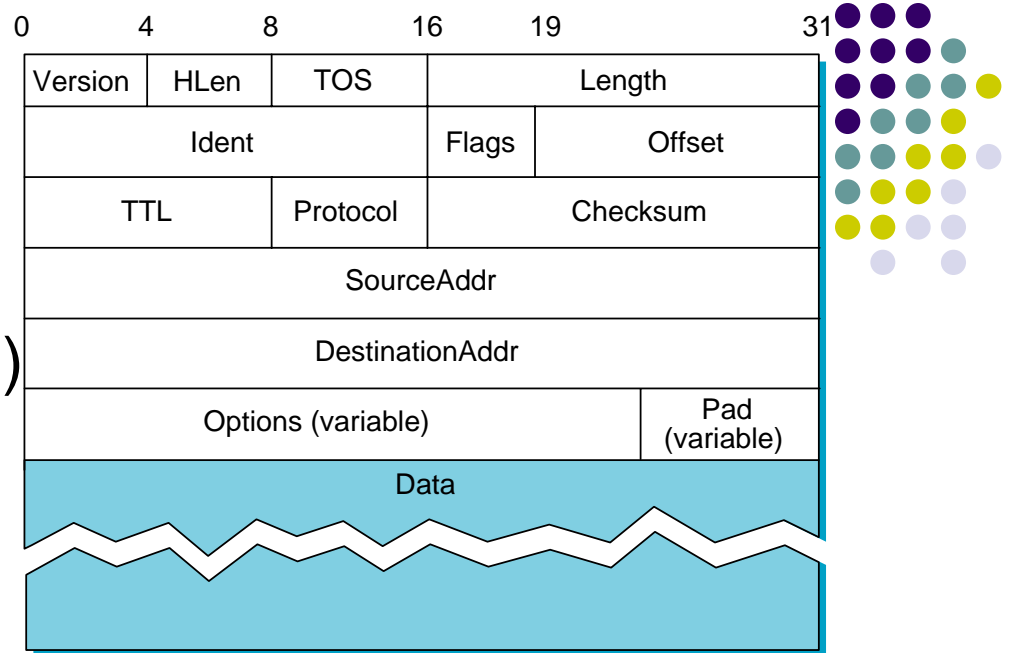 0 4 8 16 19 31
Version HLen TOS Length
Ident Flags Offset
TTL Protocol Checksum
SourceAddr
)
DestinationAddr
Options (variable) Pad
(variable)
Data